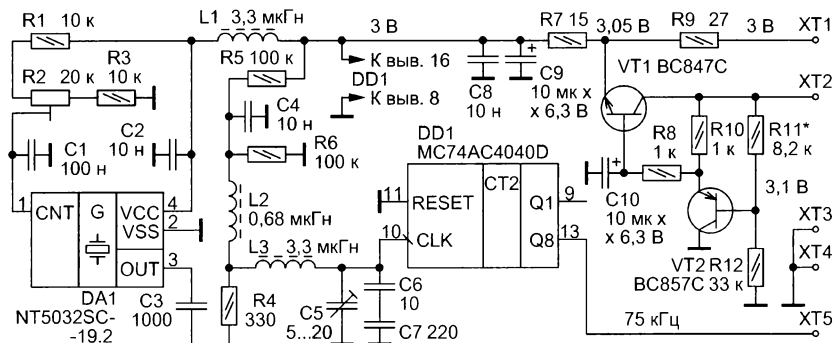 L1 3,3 мкГн
3 В
R7 15
3,05 В
R9 27
3 В
XT1
R1 10 к
R5 100 к
К выв. 16
DD1
К выв. 8
VT1 BC847C
XT2
R2 20 к
R3
10 к
C8
10 н
C9
10 мк х
х 6,3 В
C4
10 н
C2
10 н
C1
100 н
R6
100 к
DD1
MC74AC4040D
R8
1 к
R10
1 к
R11*
8,2 к
1
CNT
G
VCC
4
VSS
2
OUT
3
L2
0,68 мкГн
11
RESET
CT2
Q1
9
10
CLK
Q8
13
C10
10 мк х
х 6,3 В
3,1 В
XT3
XT4
L3 3,3 мкГн
VT2
BC857C
R12
33 к
DA1
NT5032SC-
-19.2
C3
1000
R4
330
C5
5...20
C6
10
C7 220
75 кГц
XT5